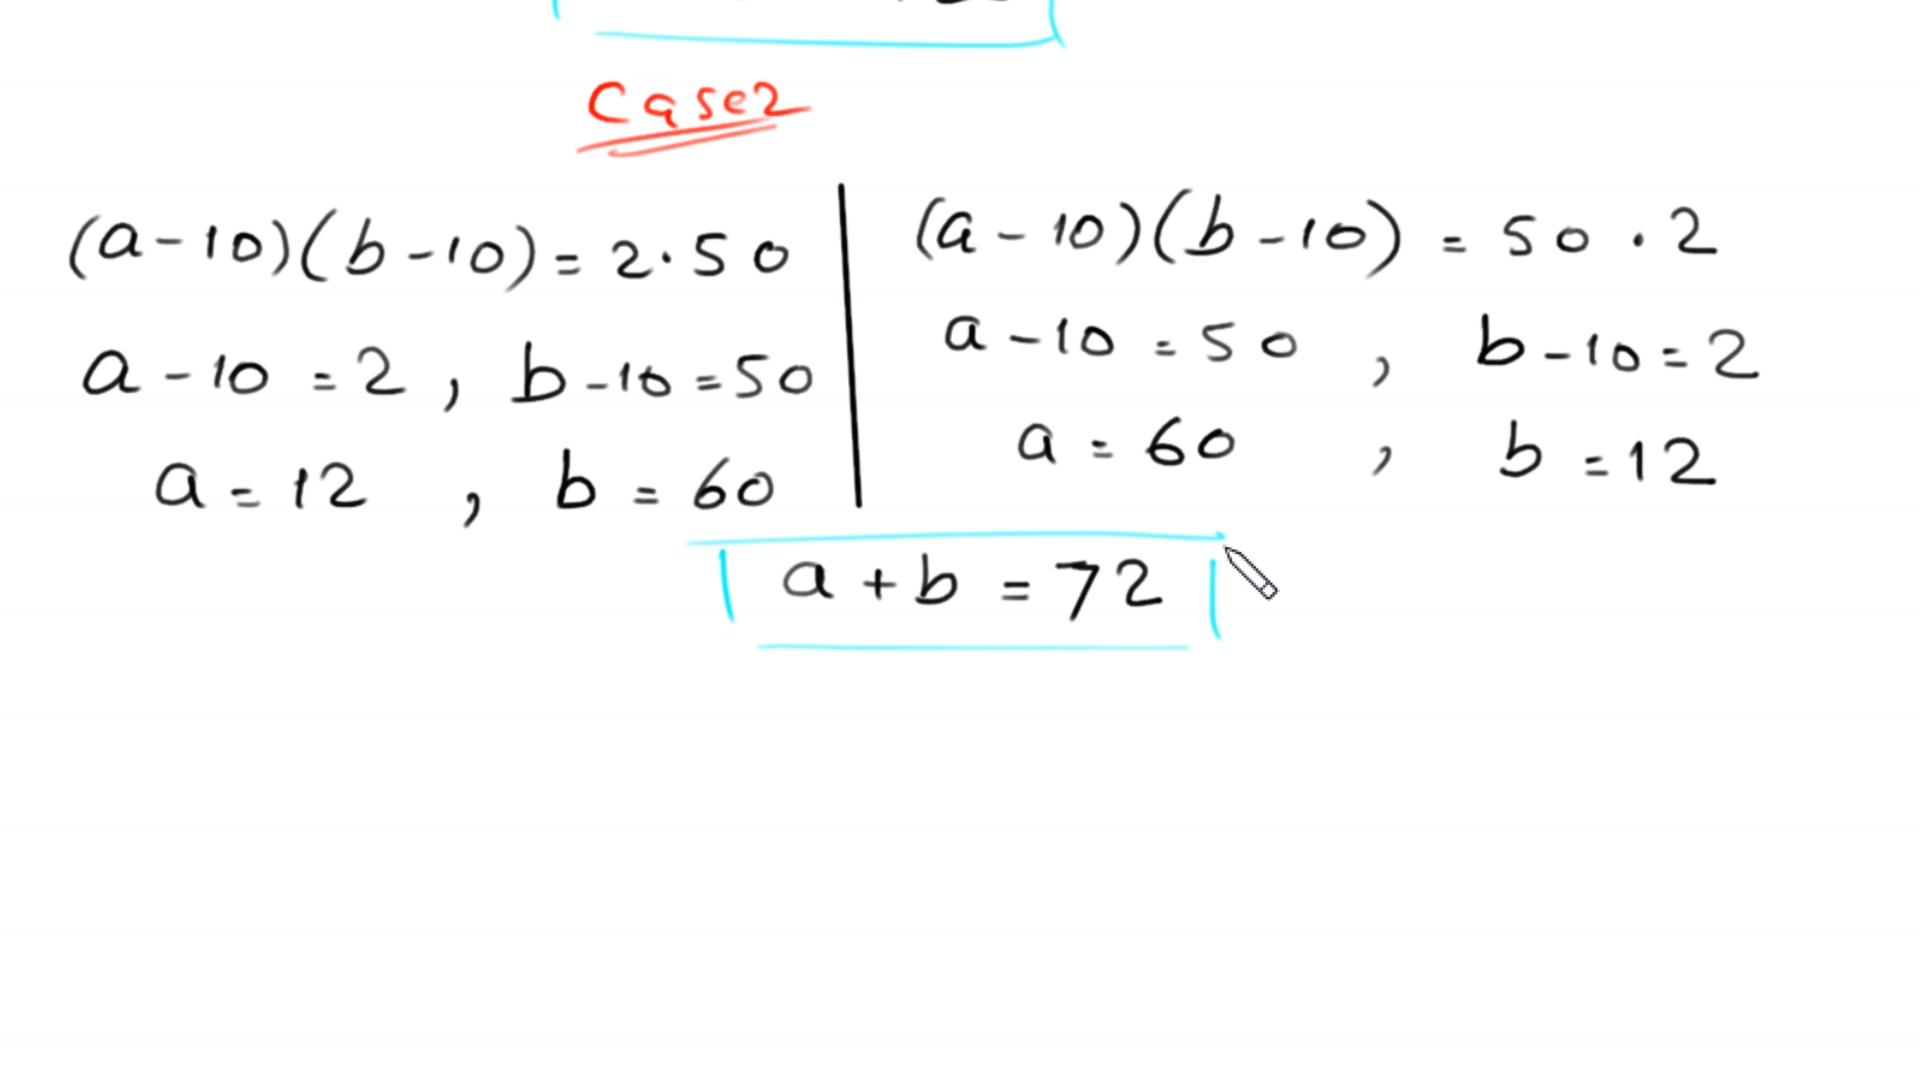 Case2
(a-10)(b-10)=2·50
a-10=2, b-10=50
a=12, b=60
(a-10)(b-10)=50·2
a-10=50, b-10=2
a=60, b=12
a+b=72